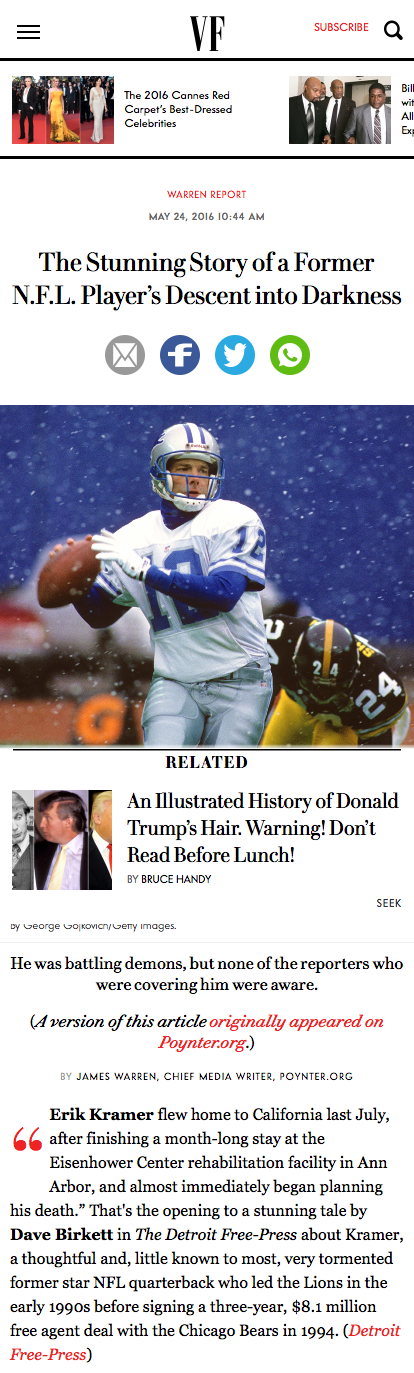 VF
SUBSCRIBE
The 2016 Cannes Red
Carpet's Best-Dressed
Celebrities
Bill
wit
All
Exp
WARREN REPORT
MAY 24, 2016 10:44 AM
The Stunning Story of a Former
N.F.L. Player's Descent into Darkness
12
24
24
RELATED
An Illustrated History of Donald
Trump's Hair. Warning! Don't
Read Before Lunch!
BY BRUCE HANDY
SEEK
By George Gojkovich/Getty Images.
He was battling demons, but none of the reporters who
were covering him were aware.
(A version of this article originally appeared on
Poynter.org.)
BY JAMES WARREN, CHIEF MEDIA WRITER, POYNTER.ORG
“ Erik Kramer flew home to California last July,
after finishing a month-long stay at the
Eisenhower Center rehabilitation facility in Ann
Arbor, and almost immediately began planning
his death.” That's the opening to a stunning tale by
Dave Birkett in The Detroit Free-Press about Kramer,
a thoughtful and, little known to most, very tormented
former star NFL quarterback who led the Lions in the
early 1990s before signing a three-year, $8.1 million
free agent deal with the Chicago Bears in 1994. (Detroit
Free-Press)